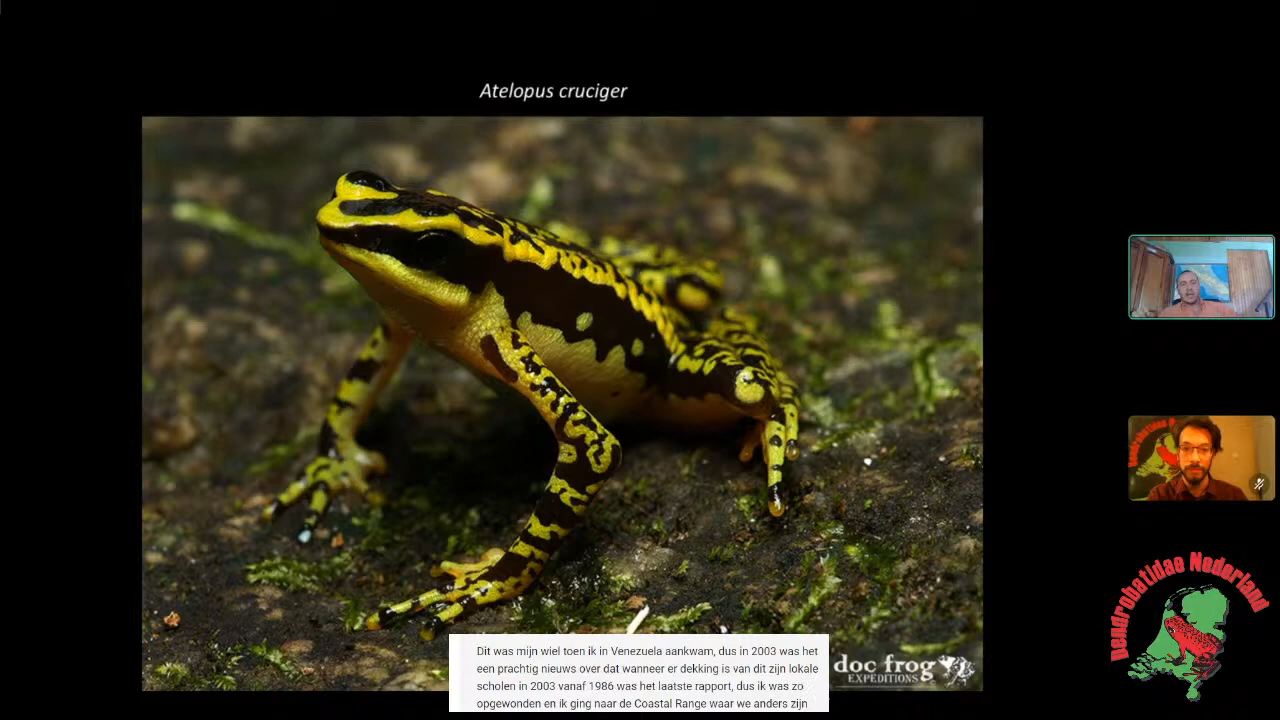 Atelopus cruciger
Dit was mijn wiel toen ik in Venezuela aankwam, dus in 2003 was het
een prachtig nieuws over dat wanneer er dekking is van dit zijn lokale
scholen in 2003 vanaf 1986 was het laatste rapport, dus ik was zo
opgewonden en ik ging naar de Coastal Range waar we anders zijn
doc frog
EXPEDITIONS
Dendrobatidae Nederland